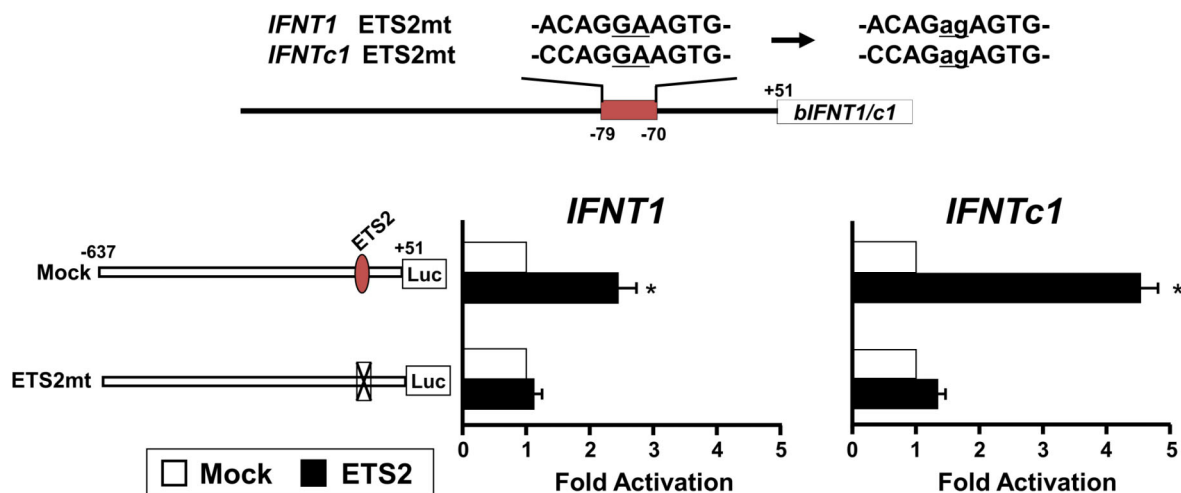 IFNT1 ETS2mt -ACAGGAAGTG- -ACAGagAGTG-
IFNTc1 ETS2mt -CCAGGAAGTG- -CCAGagAGTG-
+51
bIFNT1/c1
-79 -70
IFNT1 IFNTc1
ETS2
-637 +51
Mock Luc
*
*
ETS2mt Luc
0 1 2 3 4 5
0 1 2 3 4 5
Mock ETS2
Fold Activation Fold Activation